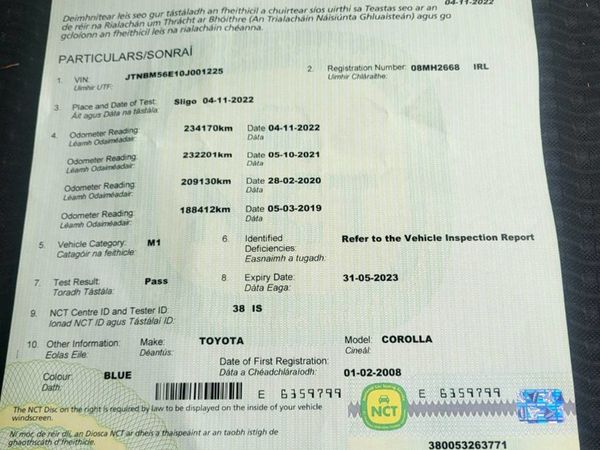 04-11-2022
Deimhnítear leis seo gur tástáladh an fheithicil a chuirtear síos uirthi sa Teastas seo ar an
de réir na Rialachán um Thrácht ar Bhóithre (An Trialacháin Náisiúnta Ghluaisteán) agus go
gcloíonn an fheithicil leis na rialacháin chéanna.
PARTICULARS/SONRAÍ
1. VIN: JTNBM56E10J001225 2. Registration Number: 08MH2668 IRL
Uimhir UTF: Uimhir Chláraithe:
3. Place and Date of Test: Sligo 04-11-2022
Áit agus Dáta na tástála:
4. Odometer Reading: 234170km Date 04-11-2022
Léamh Odaiméadair: Dáta
Odometer Reading: 232201km Date 05-10-2021
Léamh Odaiméadair: Dáta
Odometer Reading: 209130km Date 28-02-2020
Léamh Odaiméadair: Dáta
Odometer Reading: 188412km Date 05-03-2019
Léamh Odaiméadair: Dáta
5. Vehicle Category: M1 6. Identified Refer to the Vehicle Inspection Report
Catagóir na feithicle: Deficiencies:
Easnaimh a tugadh:
7. Test Result: Pass 8. Expiry Date: 31-05-2023
Toradh Tástála: Dáta Éaga:
9. NCT Centre ID and Tester ID: 38 IS
Ionad NCT ID agus Tástálaí ID:
10. Other Information: Make: TOYOTA Model: COROLLA
Eolas Eile: Déantús: Cineál:
Date of First Registration:
Colour: BLUE Dáta a Chéadchláraíodh: 01-02-2008
Dath:
E 6359799 E 6359799
NCT
The NCT Disc on the right is required by law to be displayed on the inside of your vehicle
windscreen.
Ní mór, de réir dlí, an Diosca NCT ar dheis a thaispeáint ar an taobh istigh de
ghaothscáth d'fheithicle.
380053263771